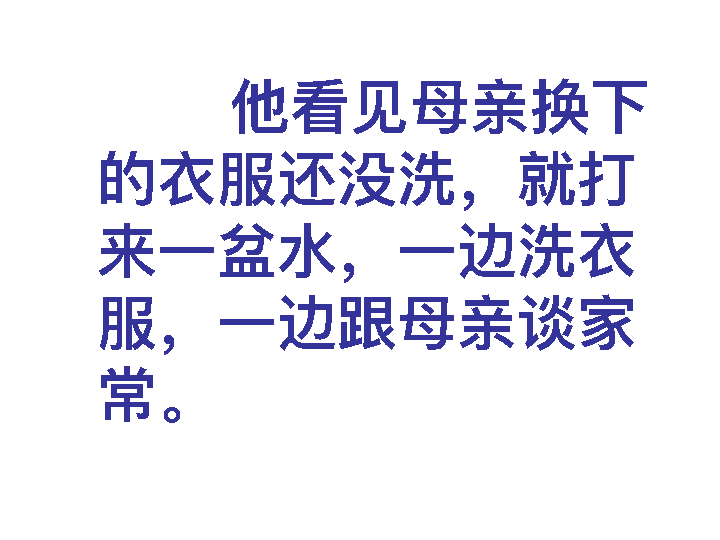 他看见母亲换下
的衣服还没洗，就打
来一盆水，一边洗衣
服，一边跟母亲谈家
常。